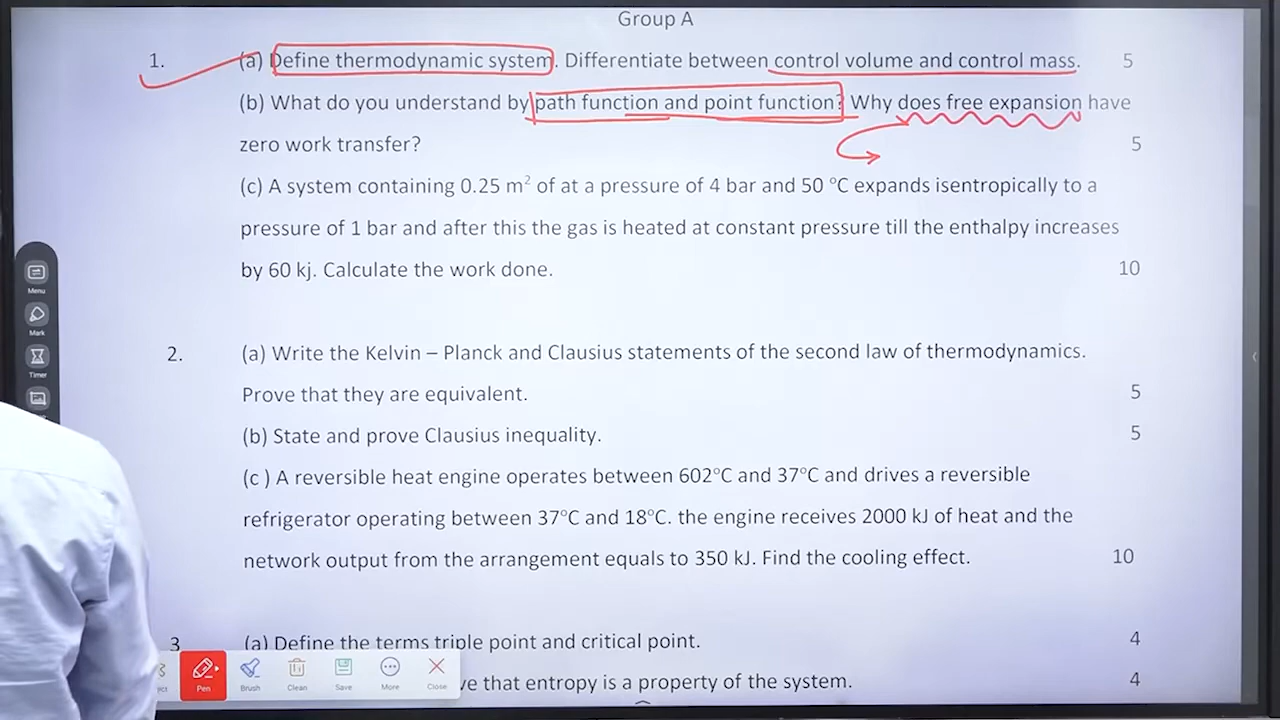 Group A
1. (a) Define thermodynamic system. Differentiate between control volume and control mass. 5
(b) What do you understand by path function and point function? Why does free expansion have
zero work transfer? 5
(c) A system containing 0.25 m² of at a pressure of 4 bar and 50 °C expands isentropically to a
pressure of 1 bar and after this the gas is heated at constant pressure till the enthalpy increases
by 60 kj. Calculate the work done. 10
Menu
Mark
Timer
2. (a) Write the Kelvin – Planck and Clausius statements of the second law of thermodynamics.
Prove that they are equivalent. 5
(b) State and prove Clausius inequality. 5
(c ) A reversible heat engine operates between 602°C and 37°C and drives a reversible
refrigerator operating between 37°C and 18°C. the engine receives 2000 kJ of heat and the
network output from the arrangement equals to 350 kJ. Find the cooling effect. 10
3 (a) Define the terms triple point and critical point. 4
ve that entropy is a property of the system. 4
Pen Brush Clean Save More Close